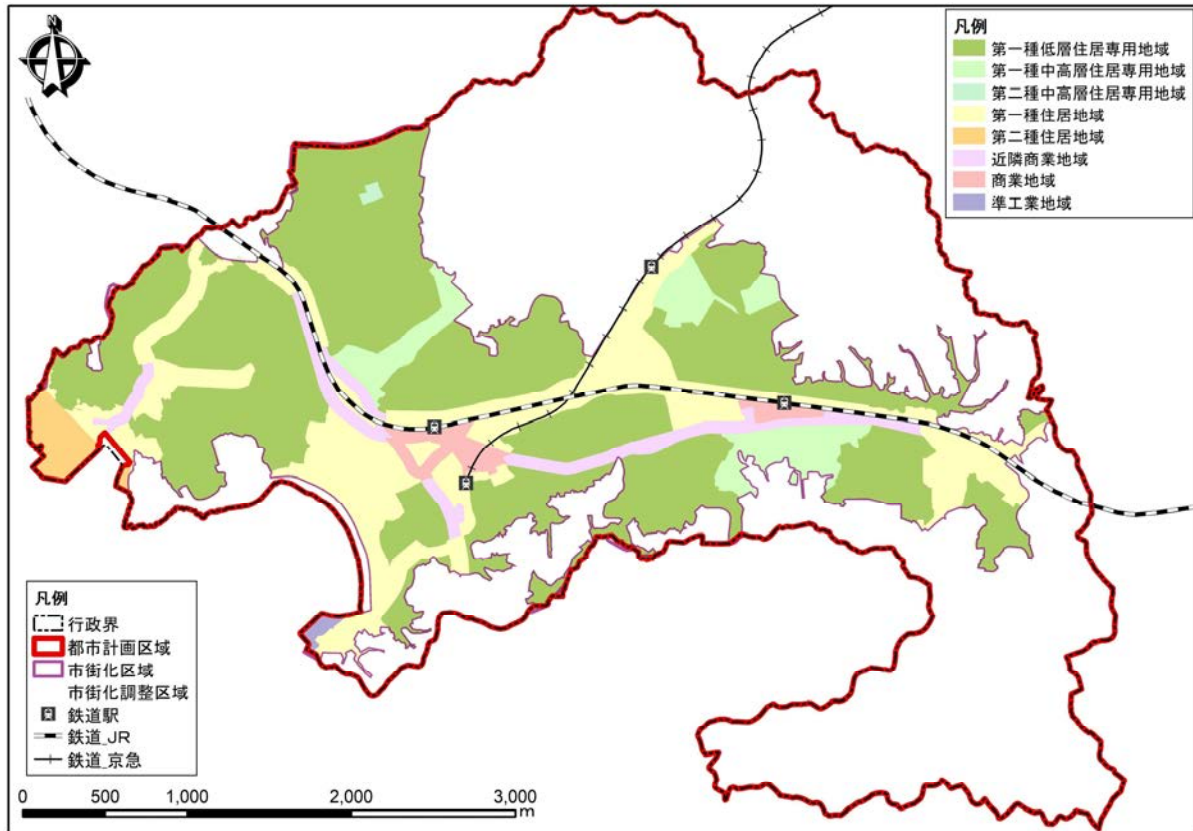 N
凡例
第一種低層住居専用地域
第一種中高層住居専用地域
第二種中高層住居専用地域
第一種住居地域
第二種住居地域
近隣商業地域
商業地域
準工業地域
凡例
行政界
都市計画区域
市街化区域
市街化調整区域
鉄道駅
鉄道_JR
鉄道_京急
0 500 1,000 2,000 3,000
m